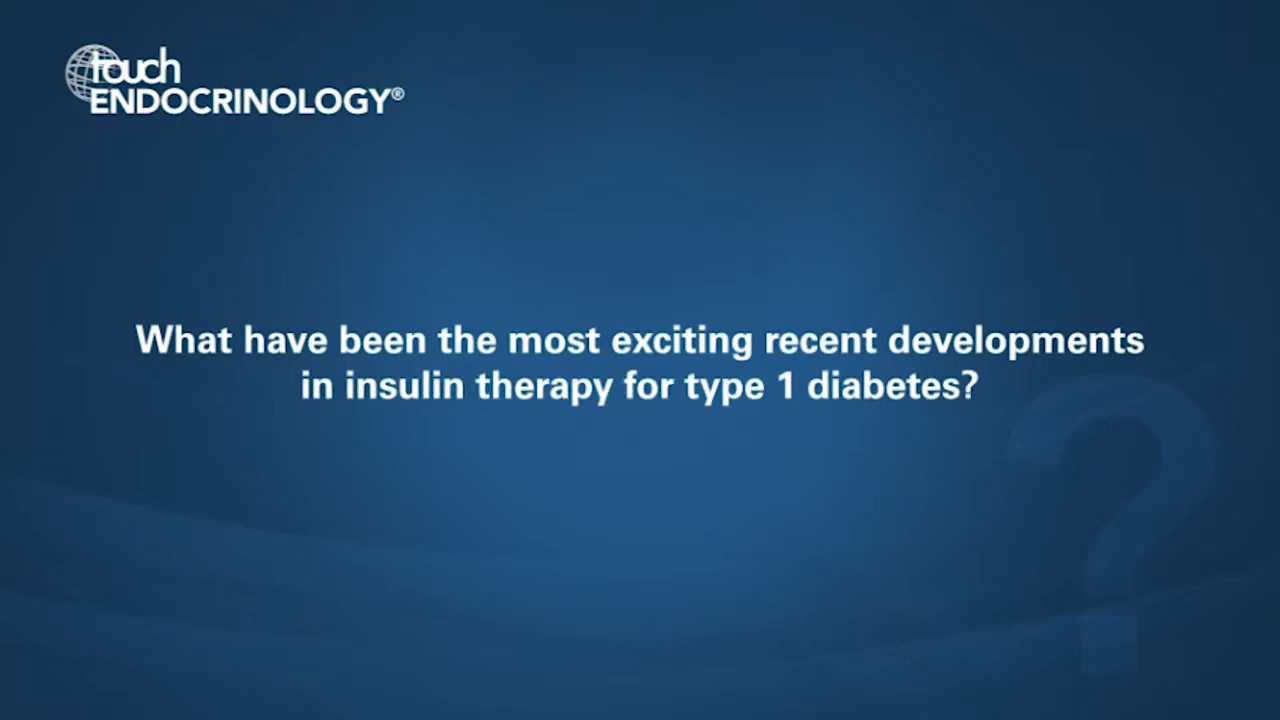 touch
ENDOCRINOLOGY®
What have been the most exciting recent developments
in insulin therapy for type 1 diabetes?
?